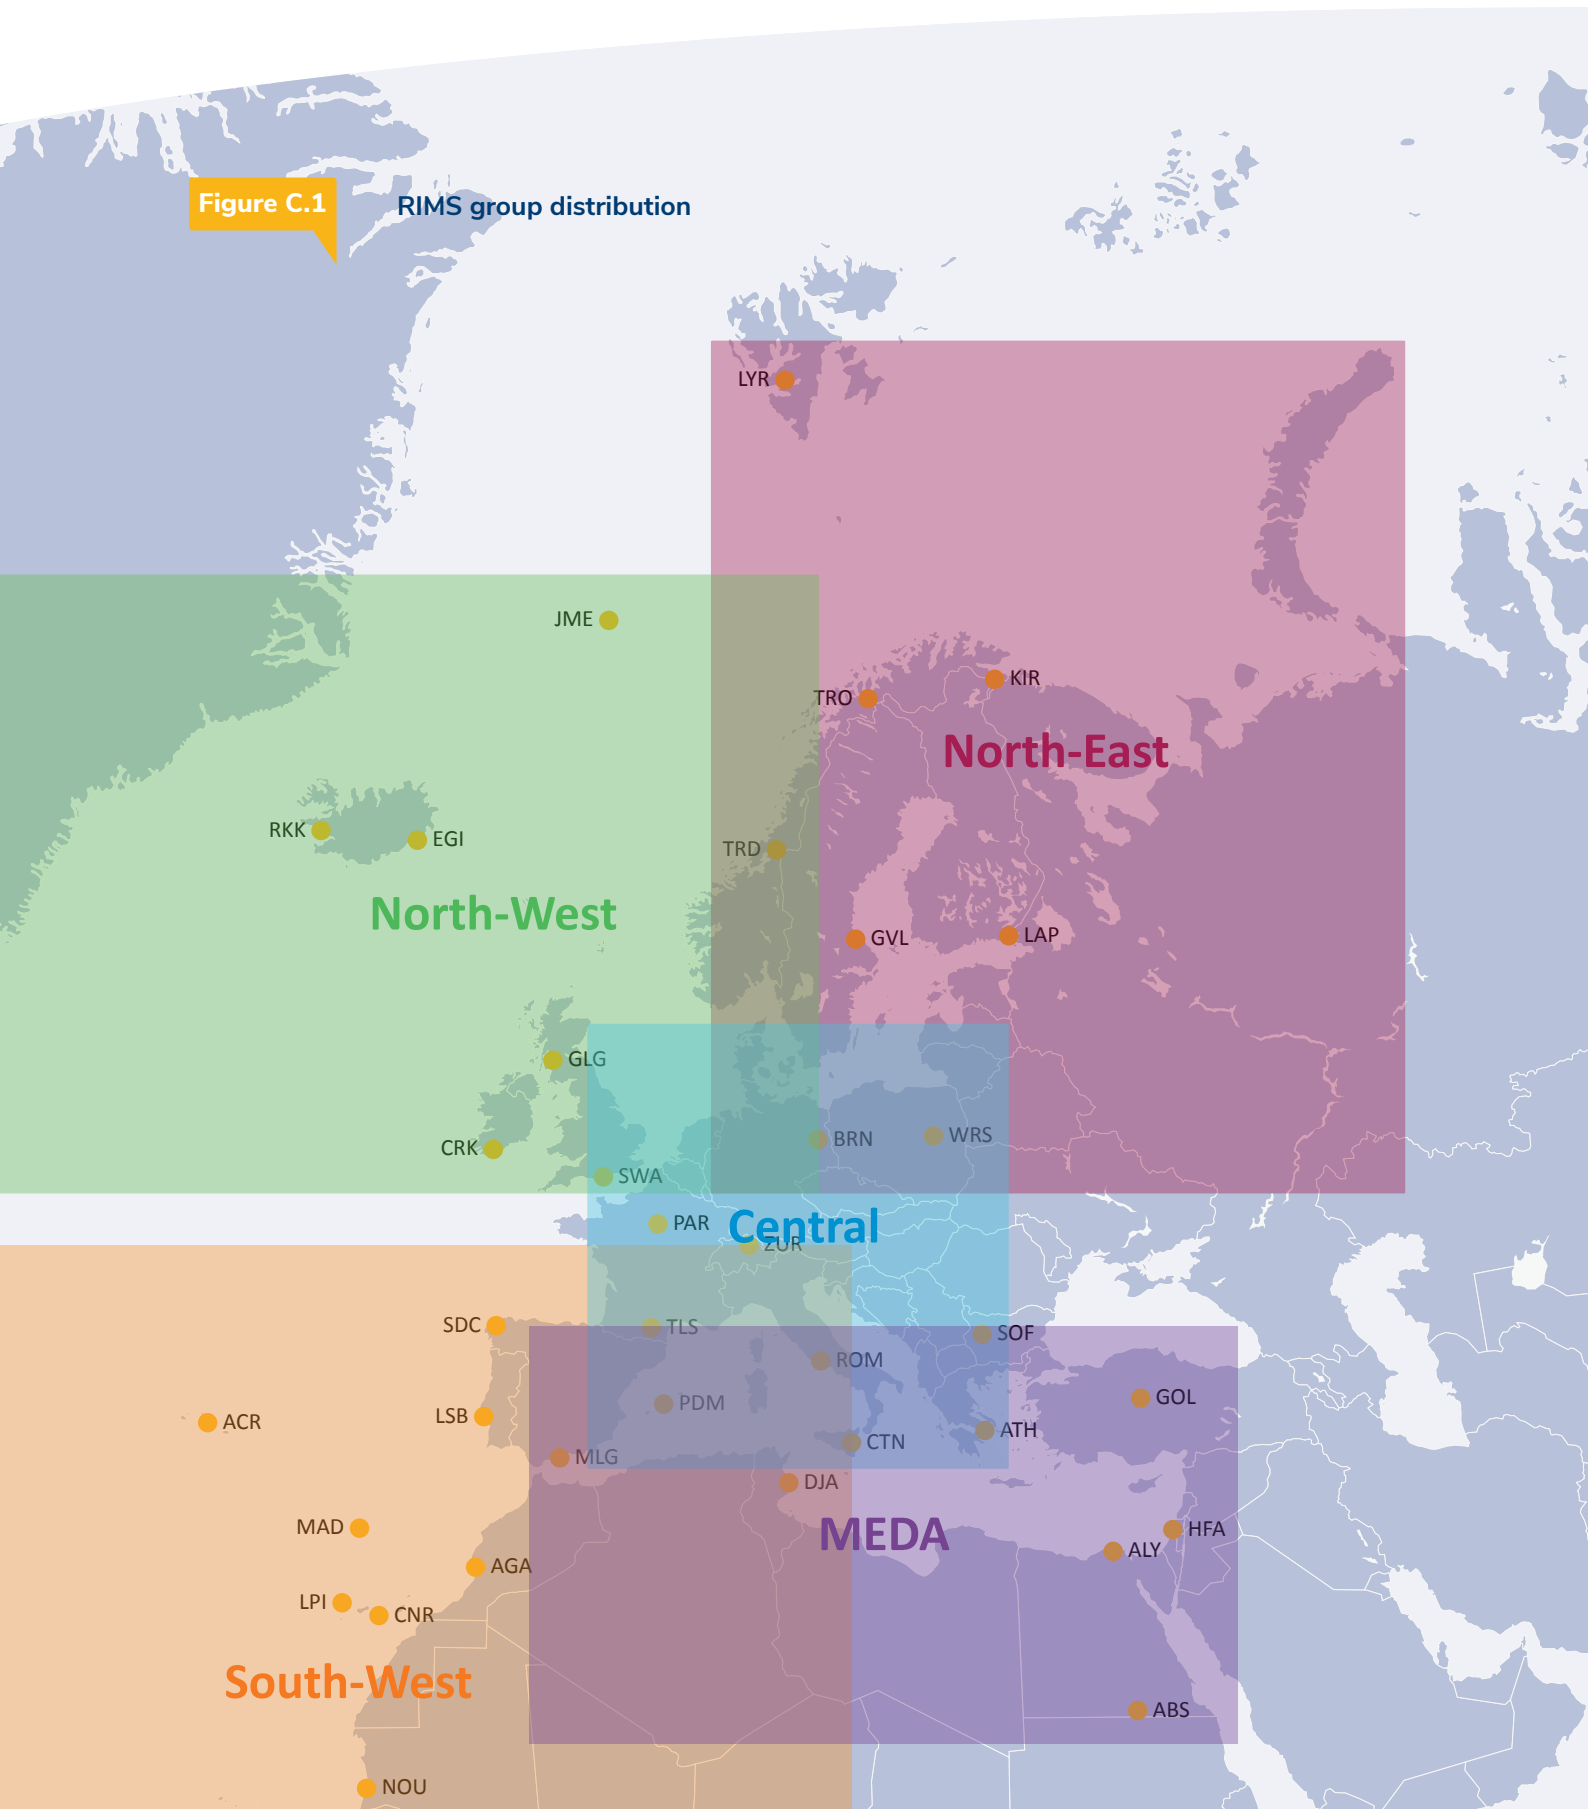 Figure C.1
RIMS group distribution
LYR
JME
KIR
TRO
North-East
RKK
EGI
TRD
North-West
GVL
LAP
GLG
BRN
WRS
CRK
SWA
PAR
Central
ZUR
SDC
TLS
SOF
ROM
GOL
PDM
ACR
LSB
ATH
CTN
MLG
DJA
MAD
MEDA
HFA
ALY
AGA
LPI
CNR
South-West
ABS
NOU